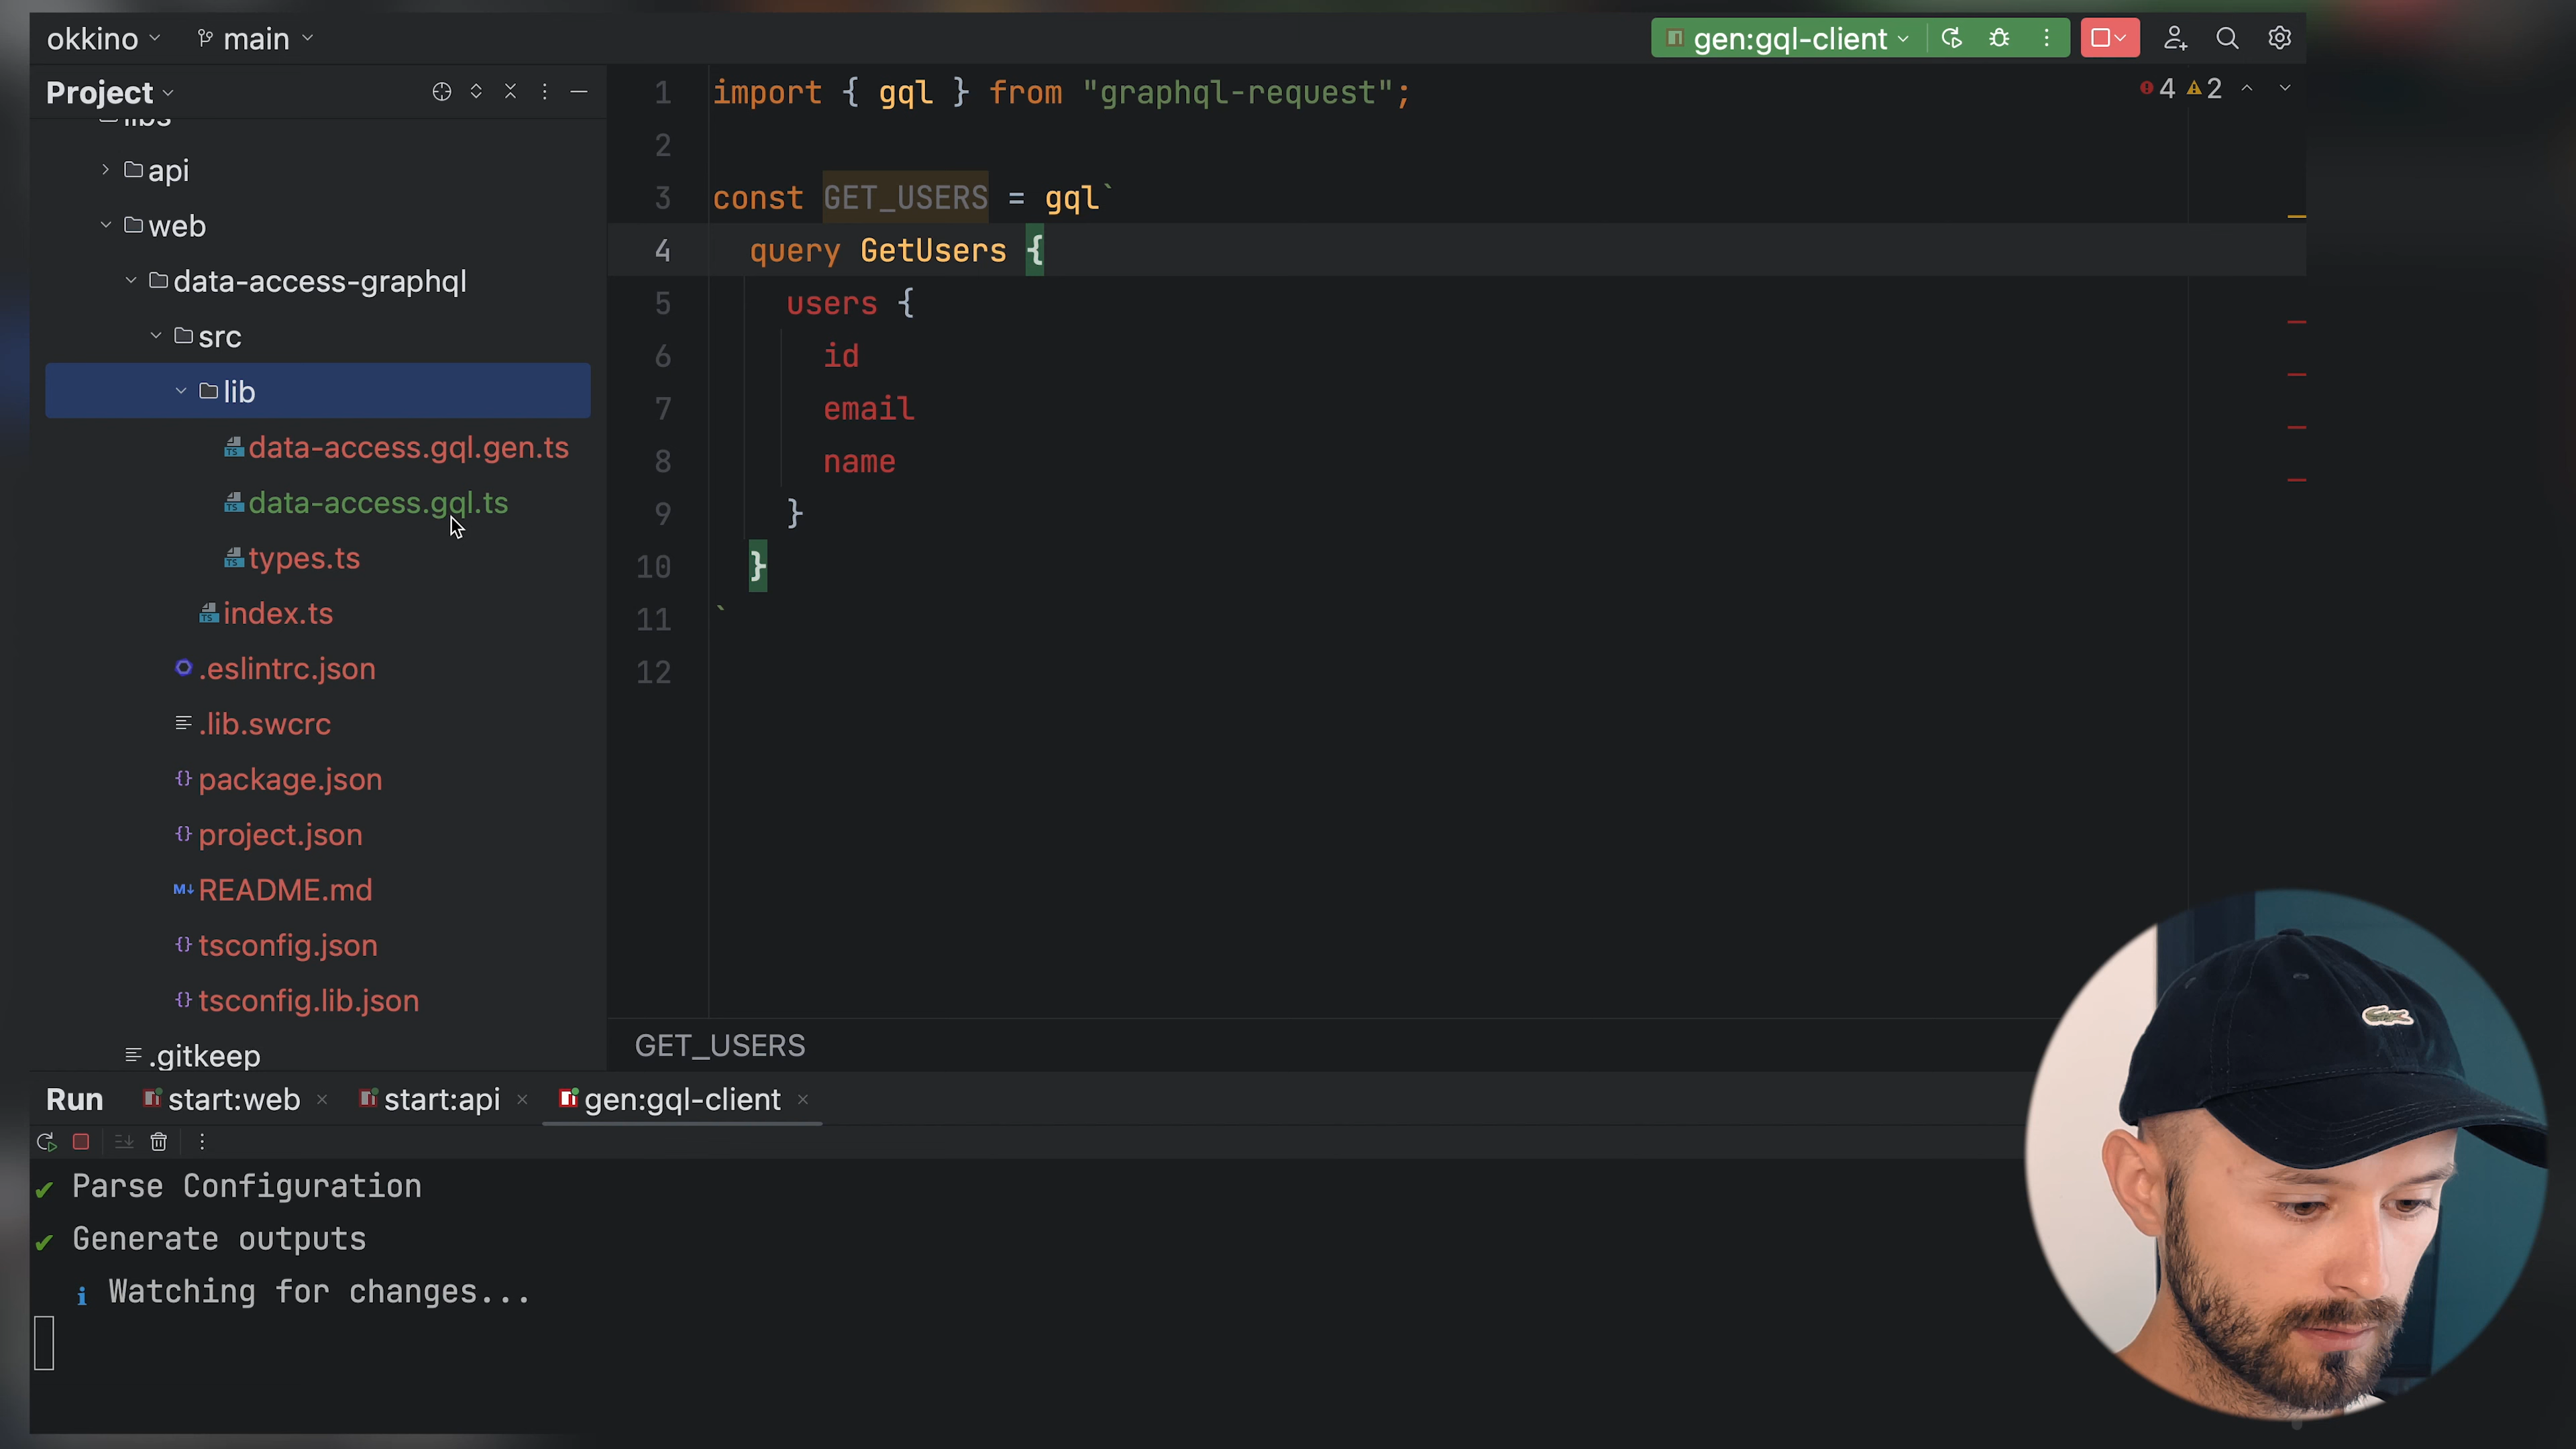 okkino main gen:gql-client
Project
libs
api
web
data-access-graphql
src
lib
data-access.gql.gen.ts
data-access.gql.ts
types.ts
index.ts
.eslintrc.json
.lib.swcrc
package.json
project.json
README.md
tsconfig.json
tsconfig.lib.json
.gitkeep
4 2
1 import { gql } from "graphql-request";
2
3 const GET_USERS = gql`
4 query GetUsers {
5 users {
6 id
7 email
8 name
9 }
10 }
11 `
12
GET_USERS
Run start:web start:api gen:gql-client
✔ Parse Configuration
✔ Generate outputs
i Watching for changes...